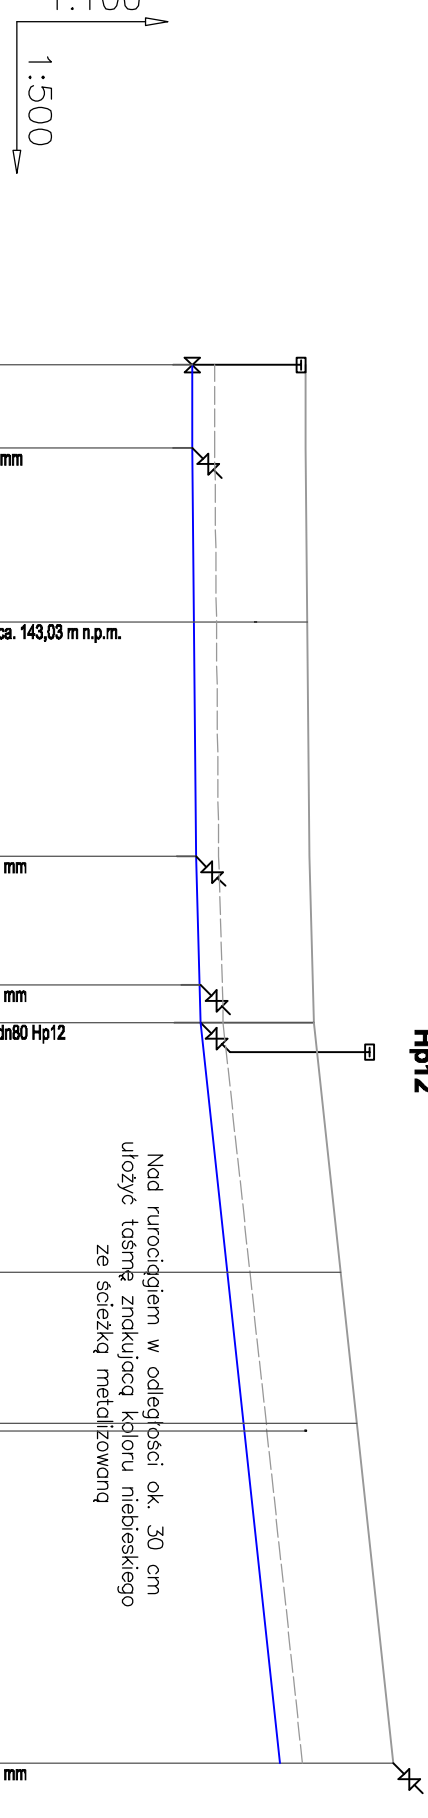 1:100
1:500
mm
ca. 143,03 m n.p.m.
mm
mm
dn80 Hp12
Hp12
Nad rurociągiem w odległości ok. 30 cm
ułożyć taśmę znakującą koloru niebieskiego
ze ścieżką metalizowaną
mm